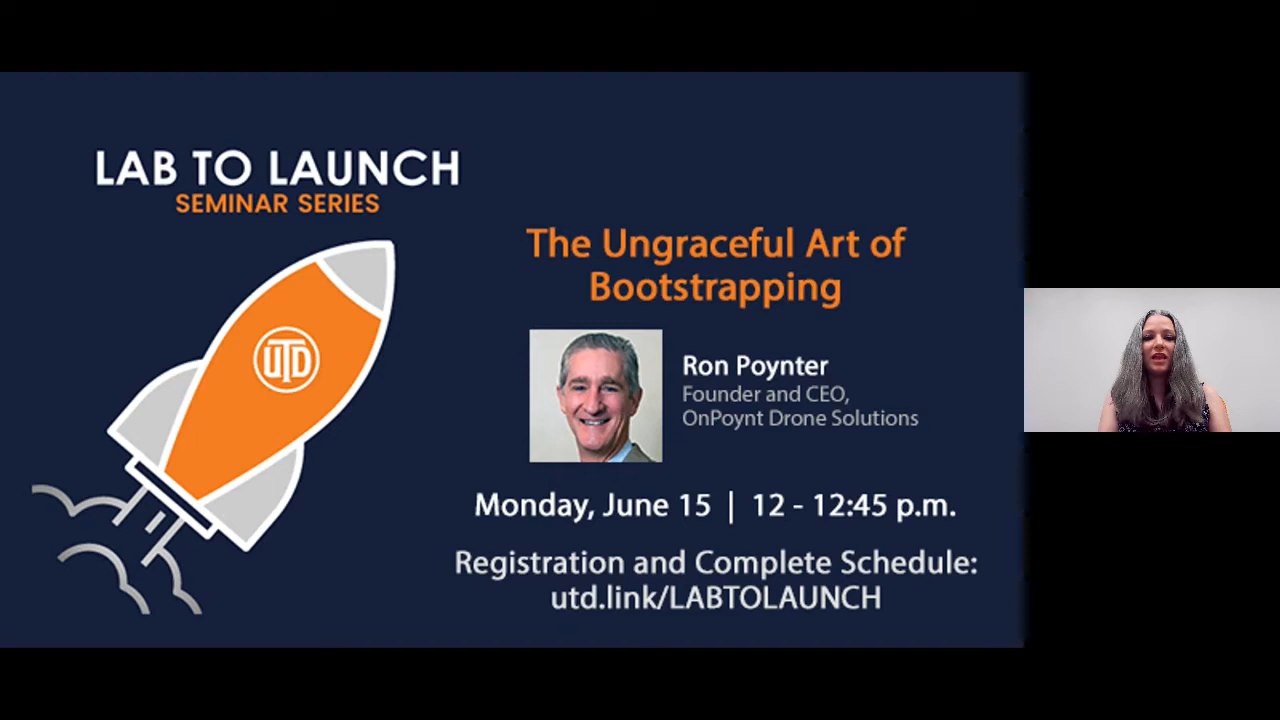 LAB TO LAUNCH
SEMINAR SERIES
The Ungraceful Art of
Bootstrapping
UTD
Ron Poynter
Founder and CEO,
OnPoynt Drone Solutions
Monday, June 15 | 12 - 12:45 p.m.
Registration and Complete Schedule:
utd.link/LABTOLAUNCH